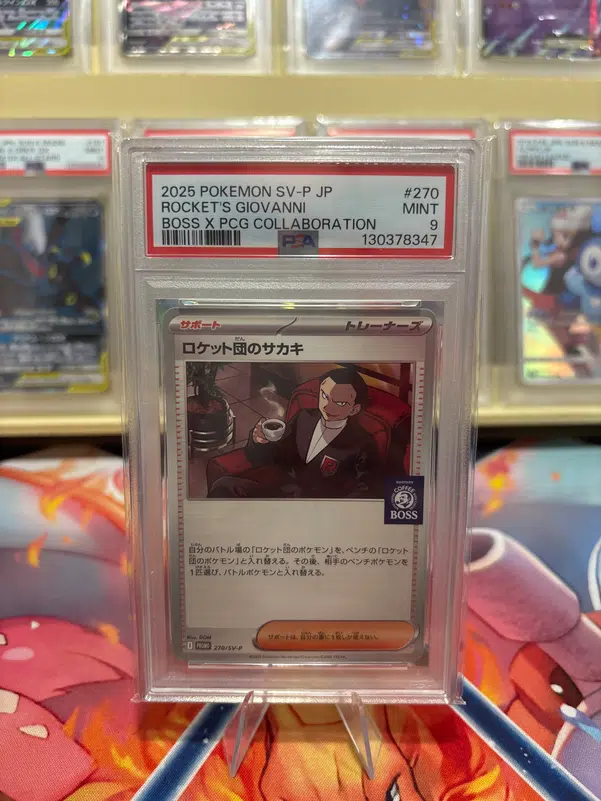 2025 POKEMON SV-P JP #270
ROCKET'S GIOVANNI MINT
BOSS X PCG COLLABORATION 9
PSA 130378347
サポート トレーナーズ
ロケット団のサカキ
だん
R
SUNTORY
COFFEE
BOSS
自分のバトル場の「ロケット団のポケモン」を、ベンチの「ロケット
団のポケモン」と入れ替える。その後、相手のベンチポケモンを
1匹選び、バトルポケモンと入れ替える。
サポートは、自分の番に1枚しか使えない。
270/SV-P